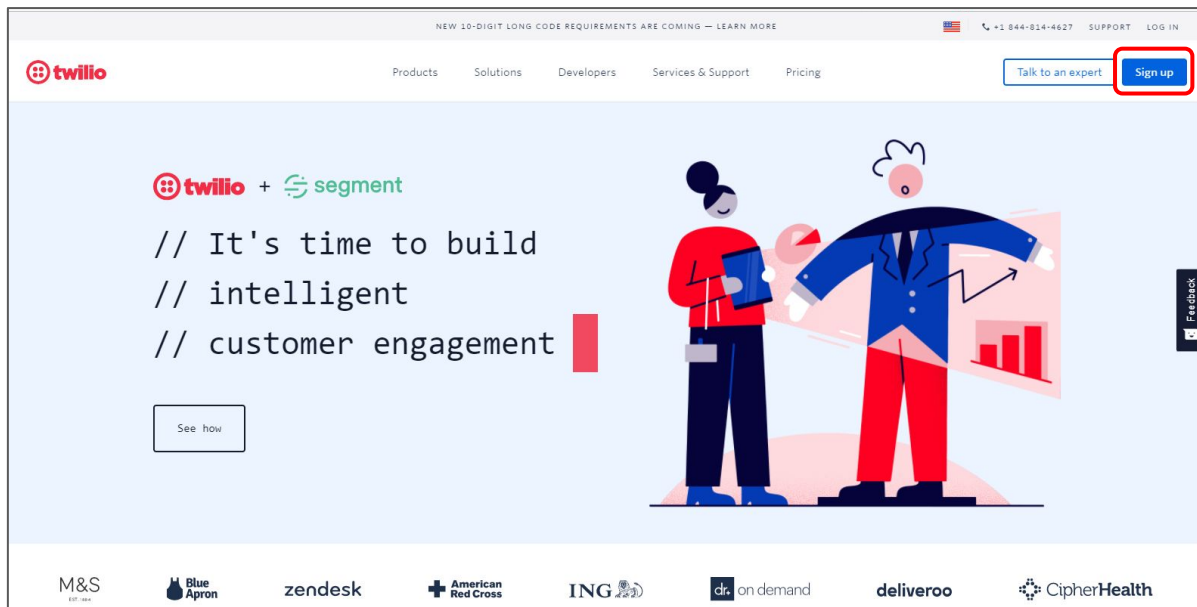 NEW 10-DIGIT LONG CODE REQUIREMENTS ARE COMING — LEARN MORE
+1 844-814-4627 SUPPORT LOG IN
twilio
Products Solutions Developers Services & Support Pricing
Talk to an expert Sign up
twilio + segment
// It's time to build
// intelligent
// customer engagement
See how
Feedback
M&S
Blue Apron
zendesk
American Red Cross
ING
dr. on demand
deliveroo
CipherHealth